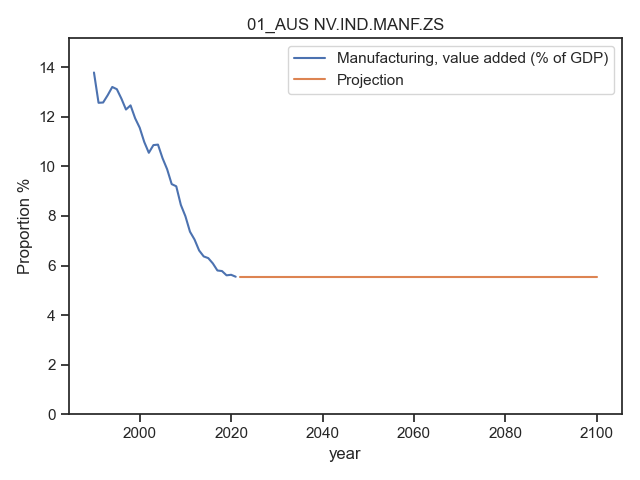 01_AUS NV.IND.MANF.ZS
Manufacturing, value added (% of GDP)
Projection
Proportion %
14
12
10
8
6
4
2
0
2000 2020 2040 2060 2080 2100
year